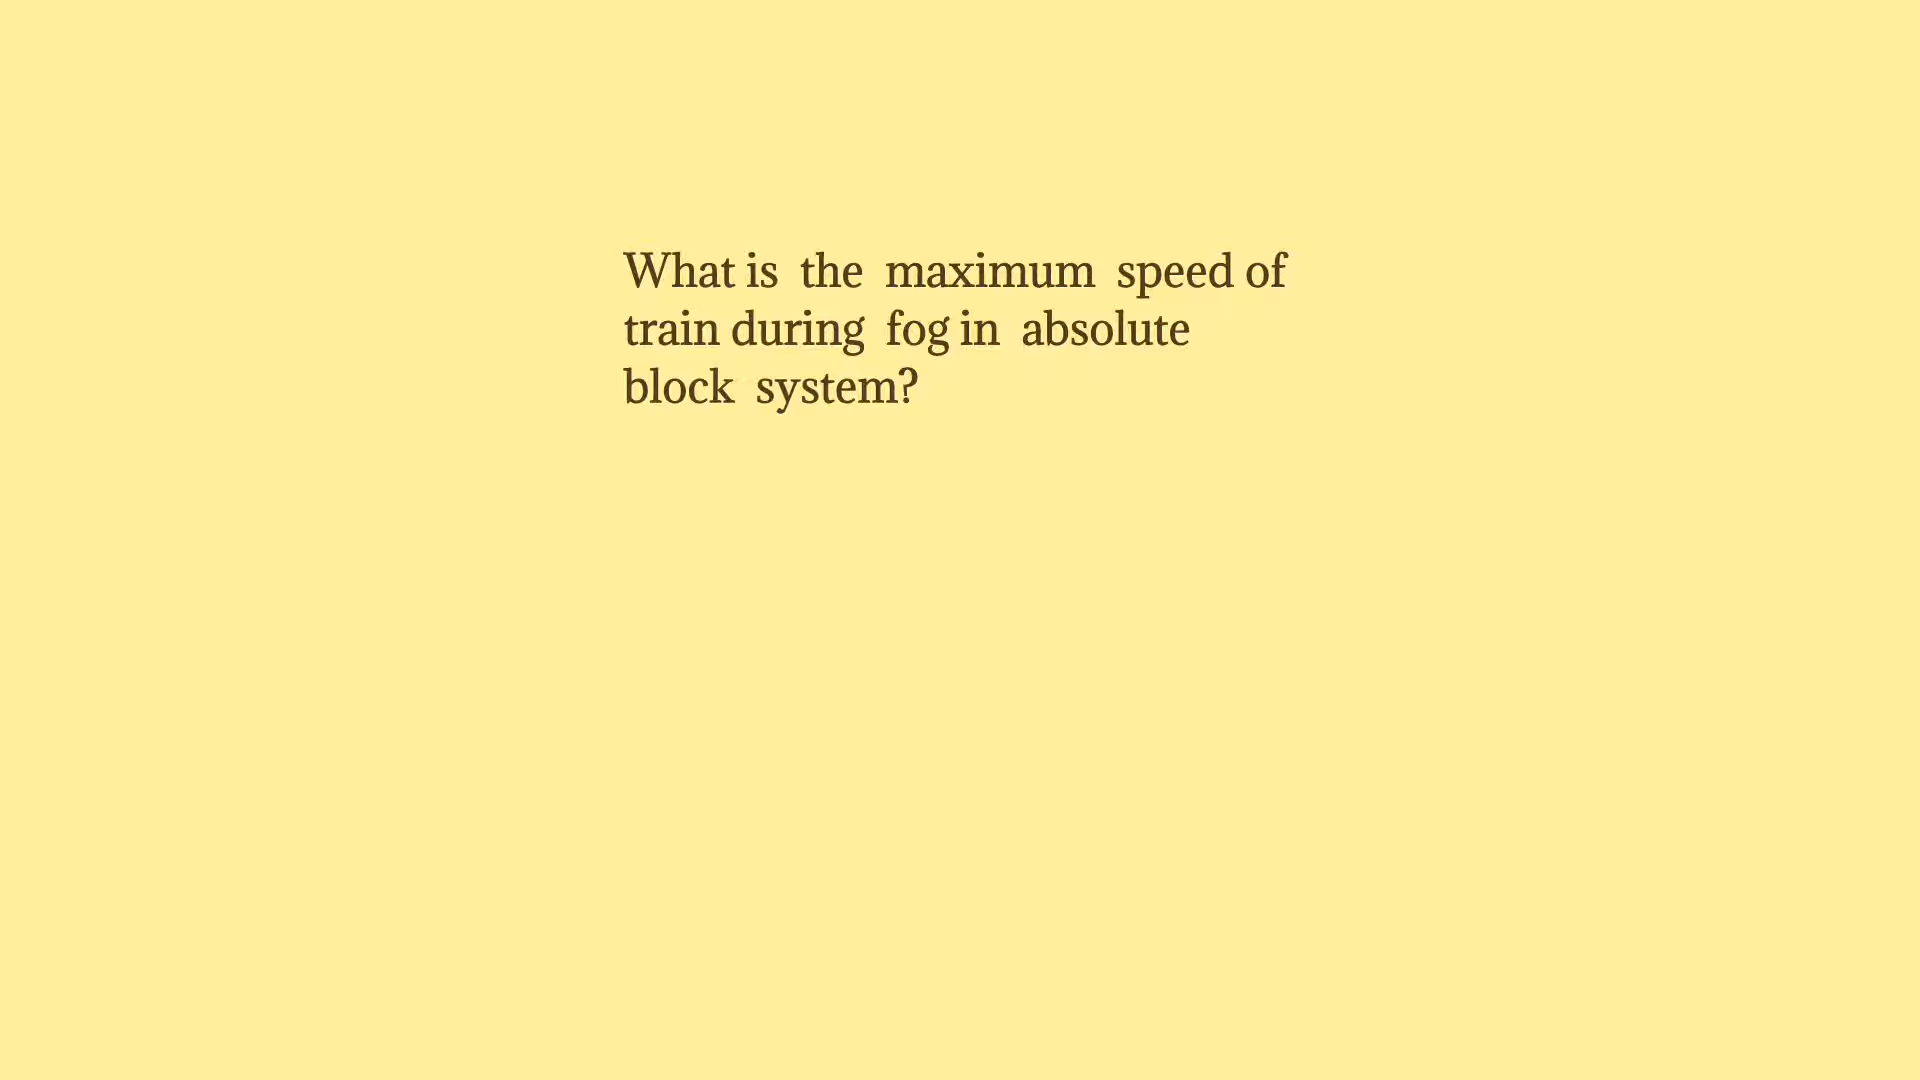 What is the maximum speed of
train during fog in absolute
block system?